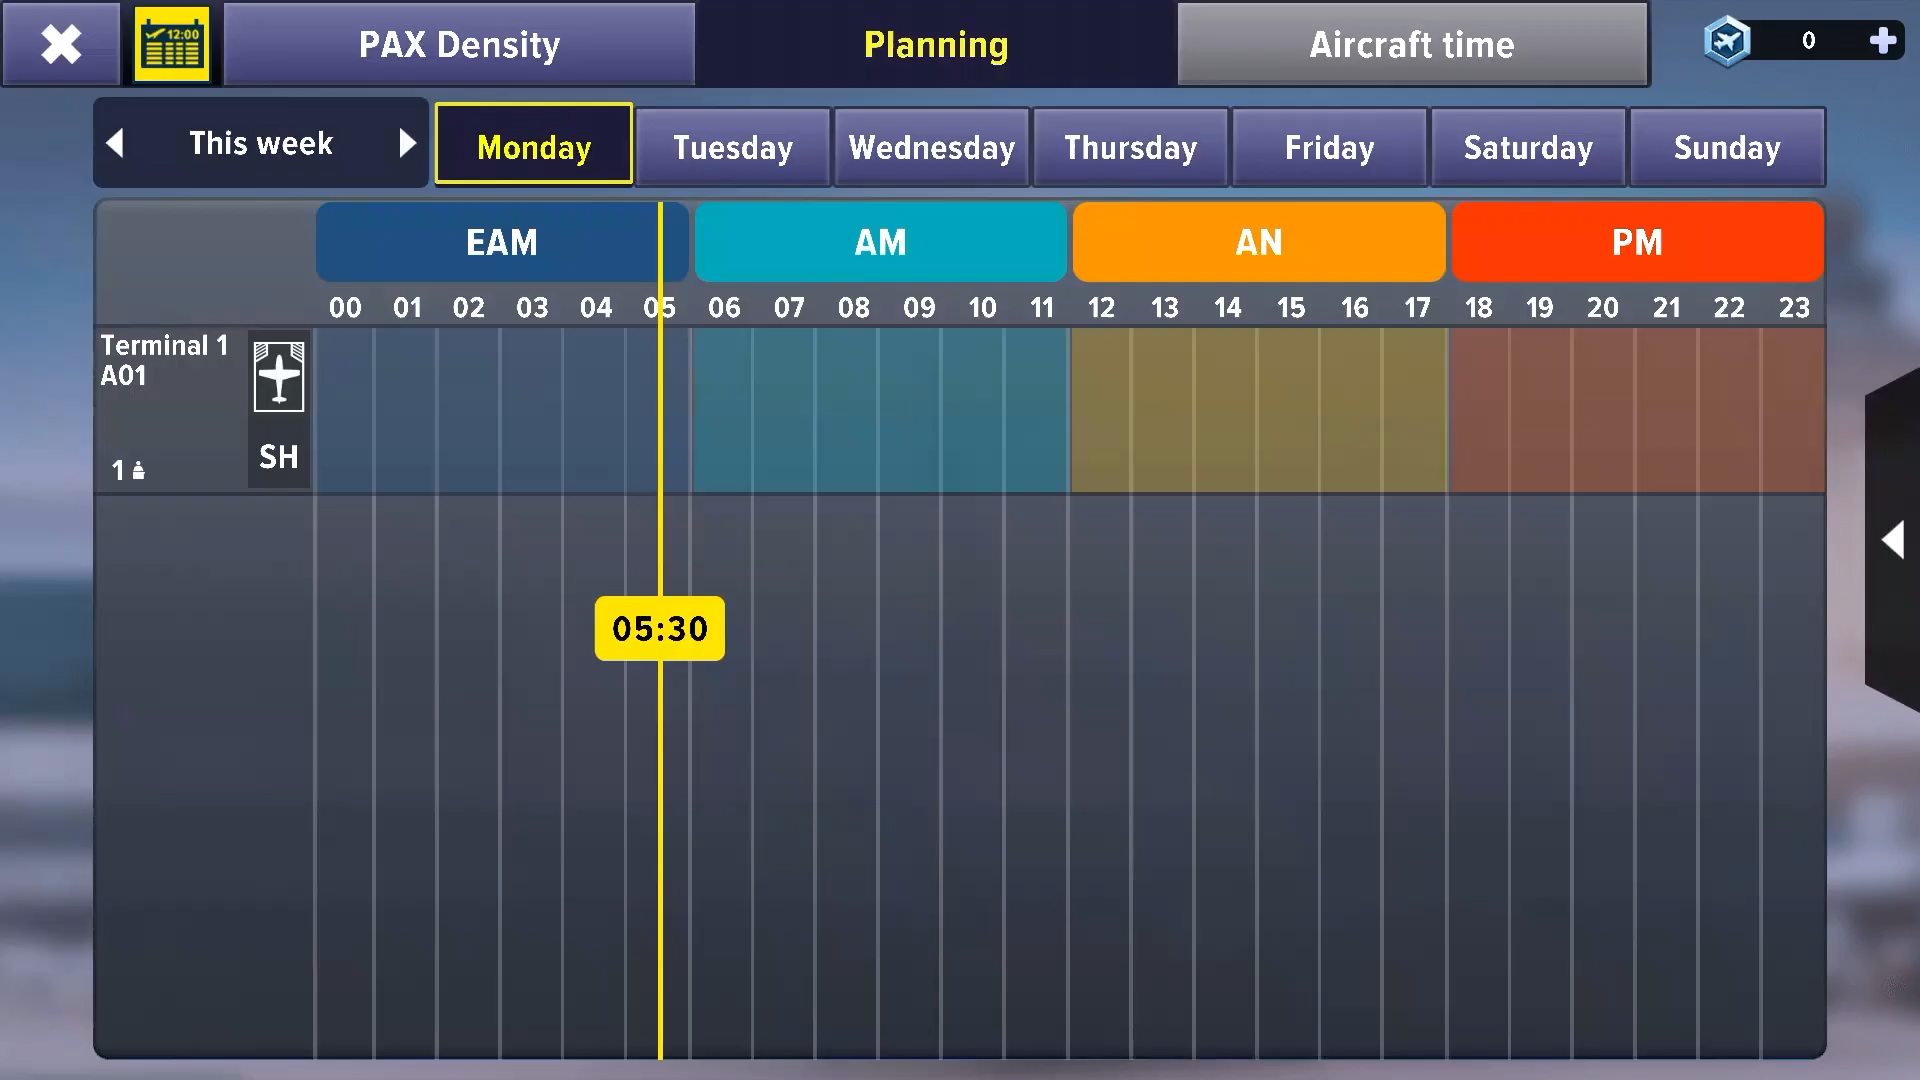 12:00
PAX Density
Planning
Aircraft time
0
This week
Monday
Tuesday
Wednesday
Thursday
Friday
Saturday
Sunday
EAM
AM
AN
PM
00 01 02 03 04 05 06 07 08 09 10 11 12 13 14 15 16 17 18 19 20 21 22 23
Terminal 1
A01
1
SH
05:30